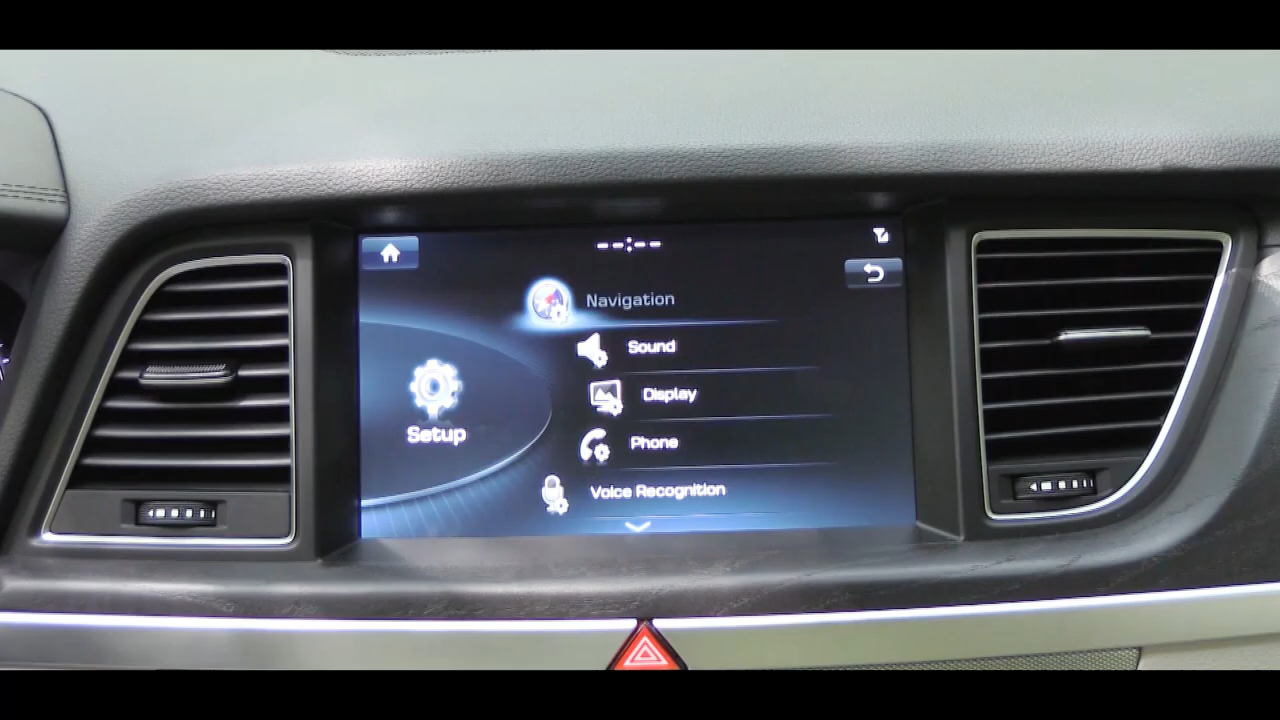 --:--
Navigation
Sound
Display
Setup
Phone
Voice Recognition